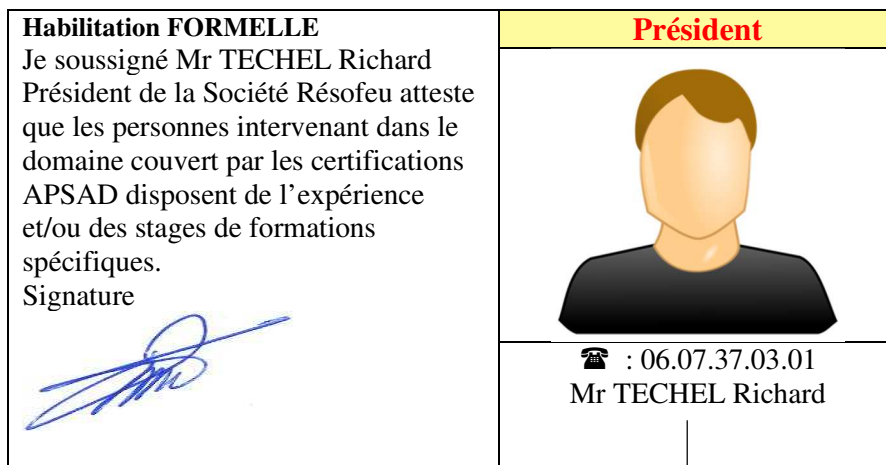 Habilitation FORMELLE
Je soussigné Mr TECHEL Richard
Président de la Société Résofeu atteste
que les personnes intervenant dans le
domaine couvert par les certifications
APSAD disposent de l'expérience
et/ou des stages de formations
spécifiques.
Signature
Président
☎ : 06.07.37.03.01
Mr TECHEL Richard